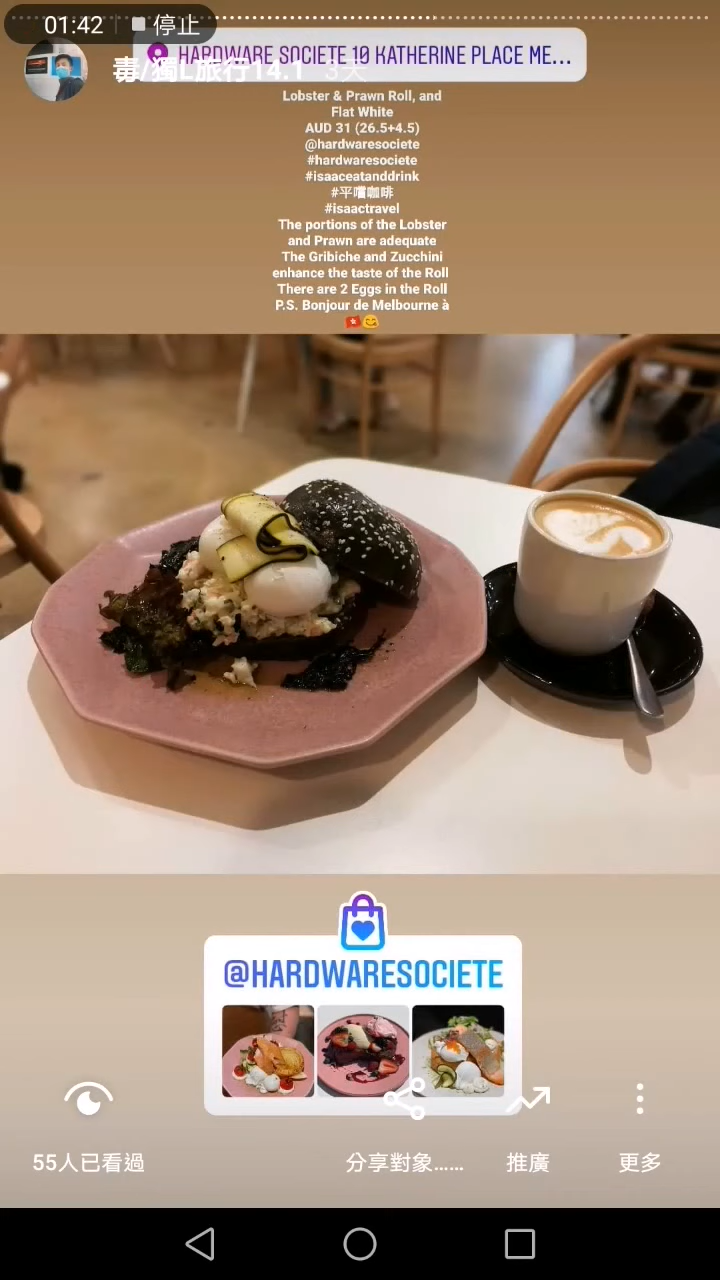 01:42 停止
HARDWARE SOCIETE 10 KATHERINE PLACE ME...
毒/獨L旅行14.1 3天
Lobster & Prawn Roll, and
Flat White
AUD 31 (26.5+4.5)
@hardwaresociete
#hardwaresociete
#isaaceatanddrink
#平嚐咖啡
#isaactravel
The portions of the Lobster
and Prawn are adequate
The Gribiche and Zucchini
enhance the taste of the Roll
There are 2 Eggs in the Roll
P.S. Bonjour de Melbourne à
🇭🇰😋
@HARDWARESOCIETE
55人已看過
分享對象......
推廣
更多